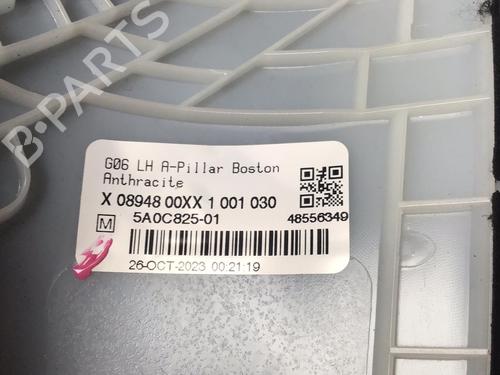 G06 LH A-Pillar Boston
Anthracite
X 08948 00XX 1 001 030
M 5A0C825-01 48556349
26-OCT-2023 00:21:19
B-PARTS